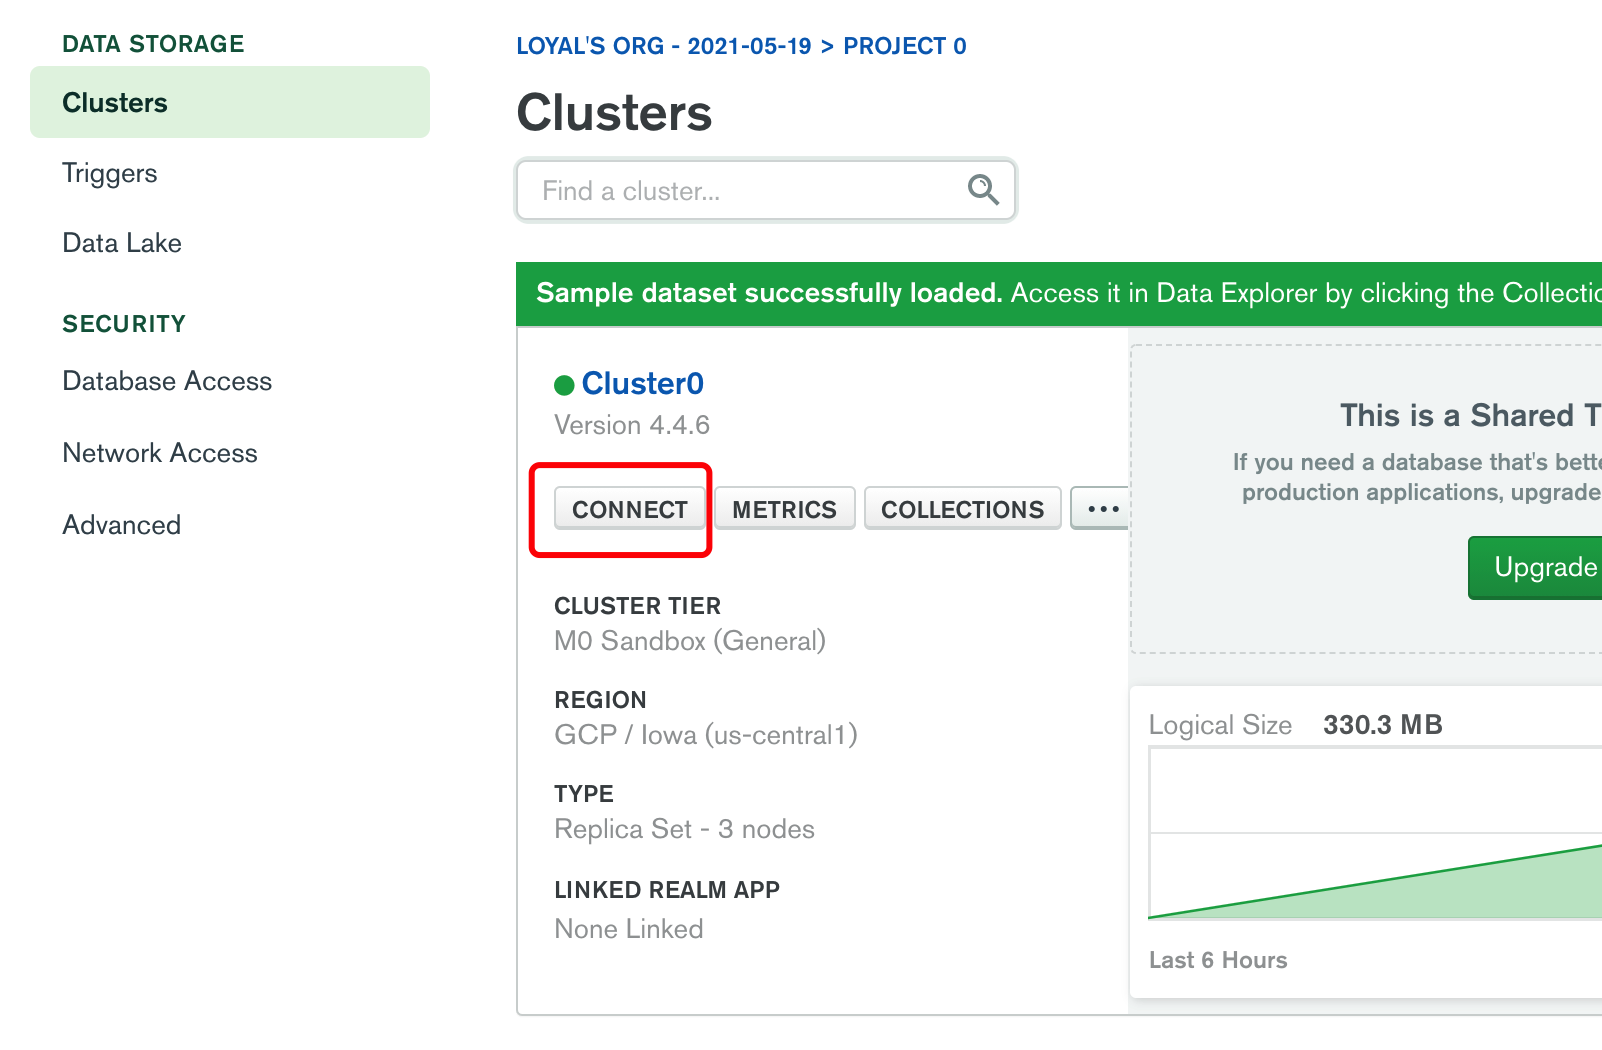 DATA STORAGE
Clusters
Triggers
Data Lake
SECURITY
Database Access
Network Access
Advanced
LOYAL'S ORG - 2021-05-19 > PROJECT 0
Clusters
Find a cluster...
Sample dataset successfully loaded. Access it in Data Explorer by clicking the Collectio
Cluster0
Version 4.4.6
CONNECT
METRICS
COLLECTIONS
...
CLUSTER TIER
M0 Sandbox (General)
REGION
GCP / Iowa (us-central1)
TYPE
Replica Set - 3 nodes
LINKED REALM APP
None Linked
This is a Shared T
If you need a database that's bette
production applications, upgrade
Upgrade
Logical Size 330.3 MB
Last 6 Hours